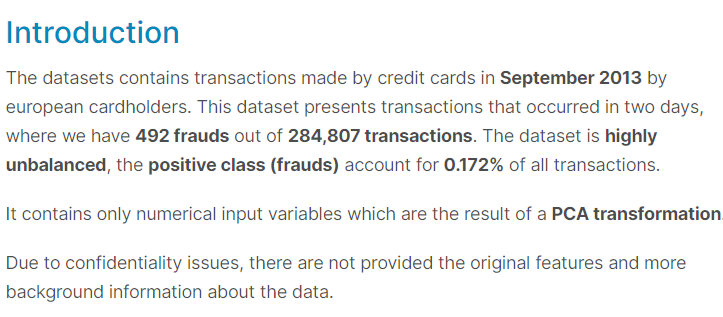 Introduction
The datasets contains transactions made by credit cards in September 2013 by
european cardholders. This dataset presents transactions that occurred in two days,
where we have 492 frauds out of 284,807 transactions. The dataset is highly
unbalanced, the positive class (frauds) account for 0.172% of all transactions.
It contains only numerical input variables which are the result of a PCA transformation.
Due to confidentiality issues, there are not provided the original features and more
background information about the data.